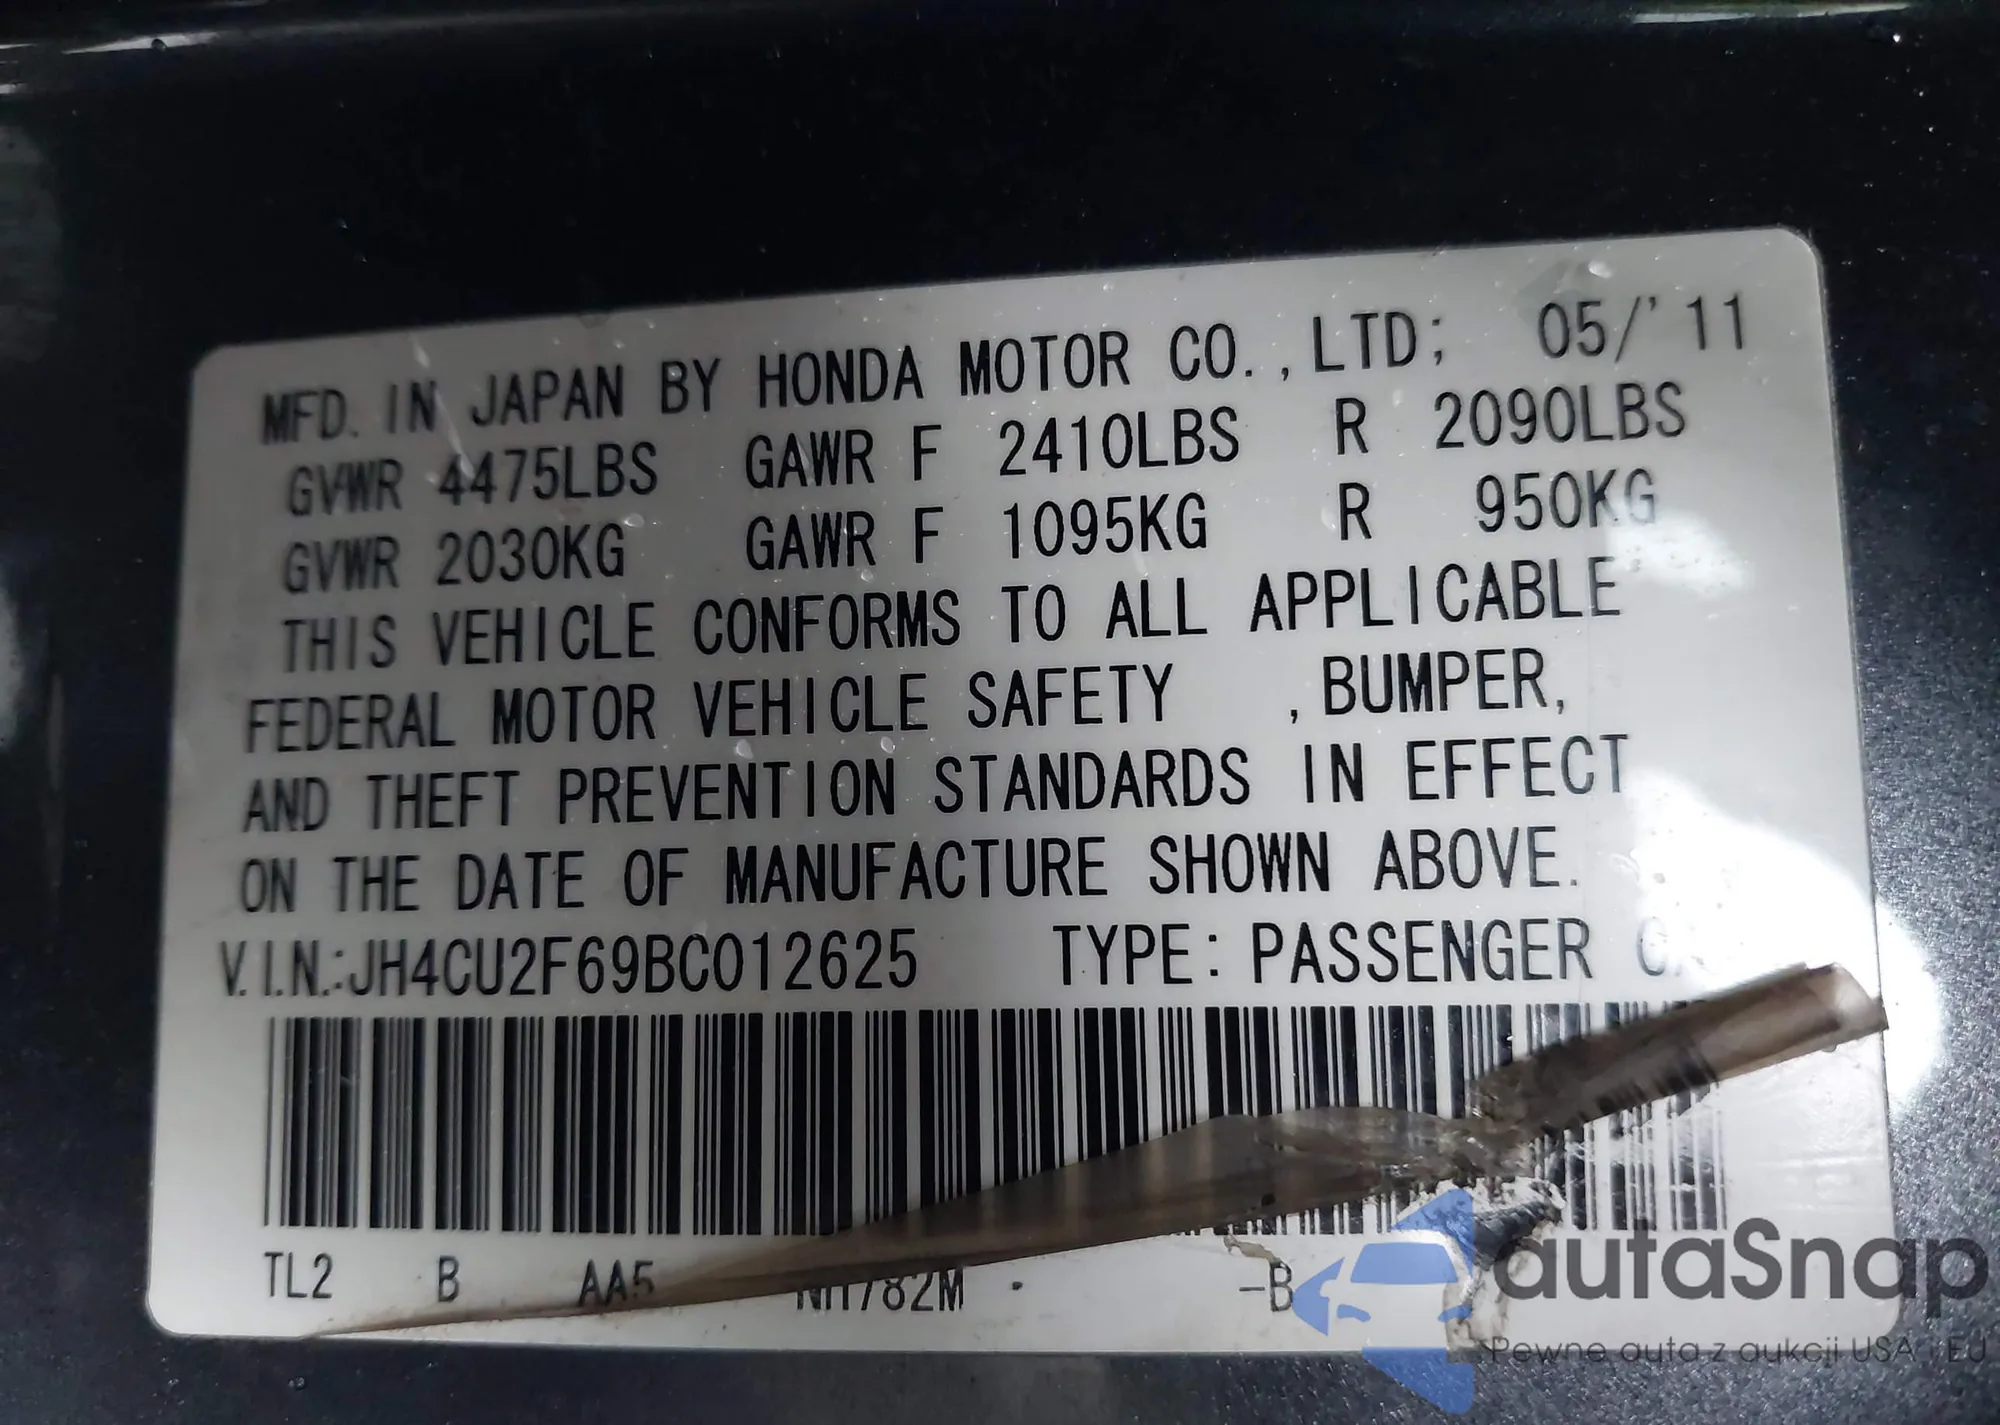 MFD. IN JAPAN BY HONDA MOTOR CO.,LTD; 05/'11
GVWR 4475LBS GAWR F 2410LBS R 2090LBS
GVWR 2030KG GAWR F 1095KG R 950KG
THIS VEHICLE CONFORMS TO ALL APPLICABLE
FEDERAL MOTOR VEHICLE SAFETY ,BUMPER,
AND THEFT PREVENTION STANDARDS IN EFFECT
ON THE DATE OF MANUFACTURE SHOWN ABOVE.
V.I.N.:JH4CU2F69BC012625 TYPE: PASSENGER
TL2 B AA5 NH782M - -B
autaSnap
Pewne auta z aukcji USA i EU